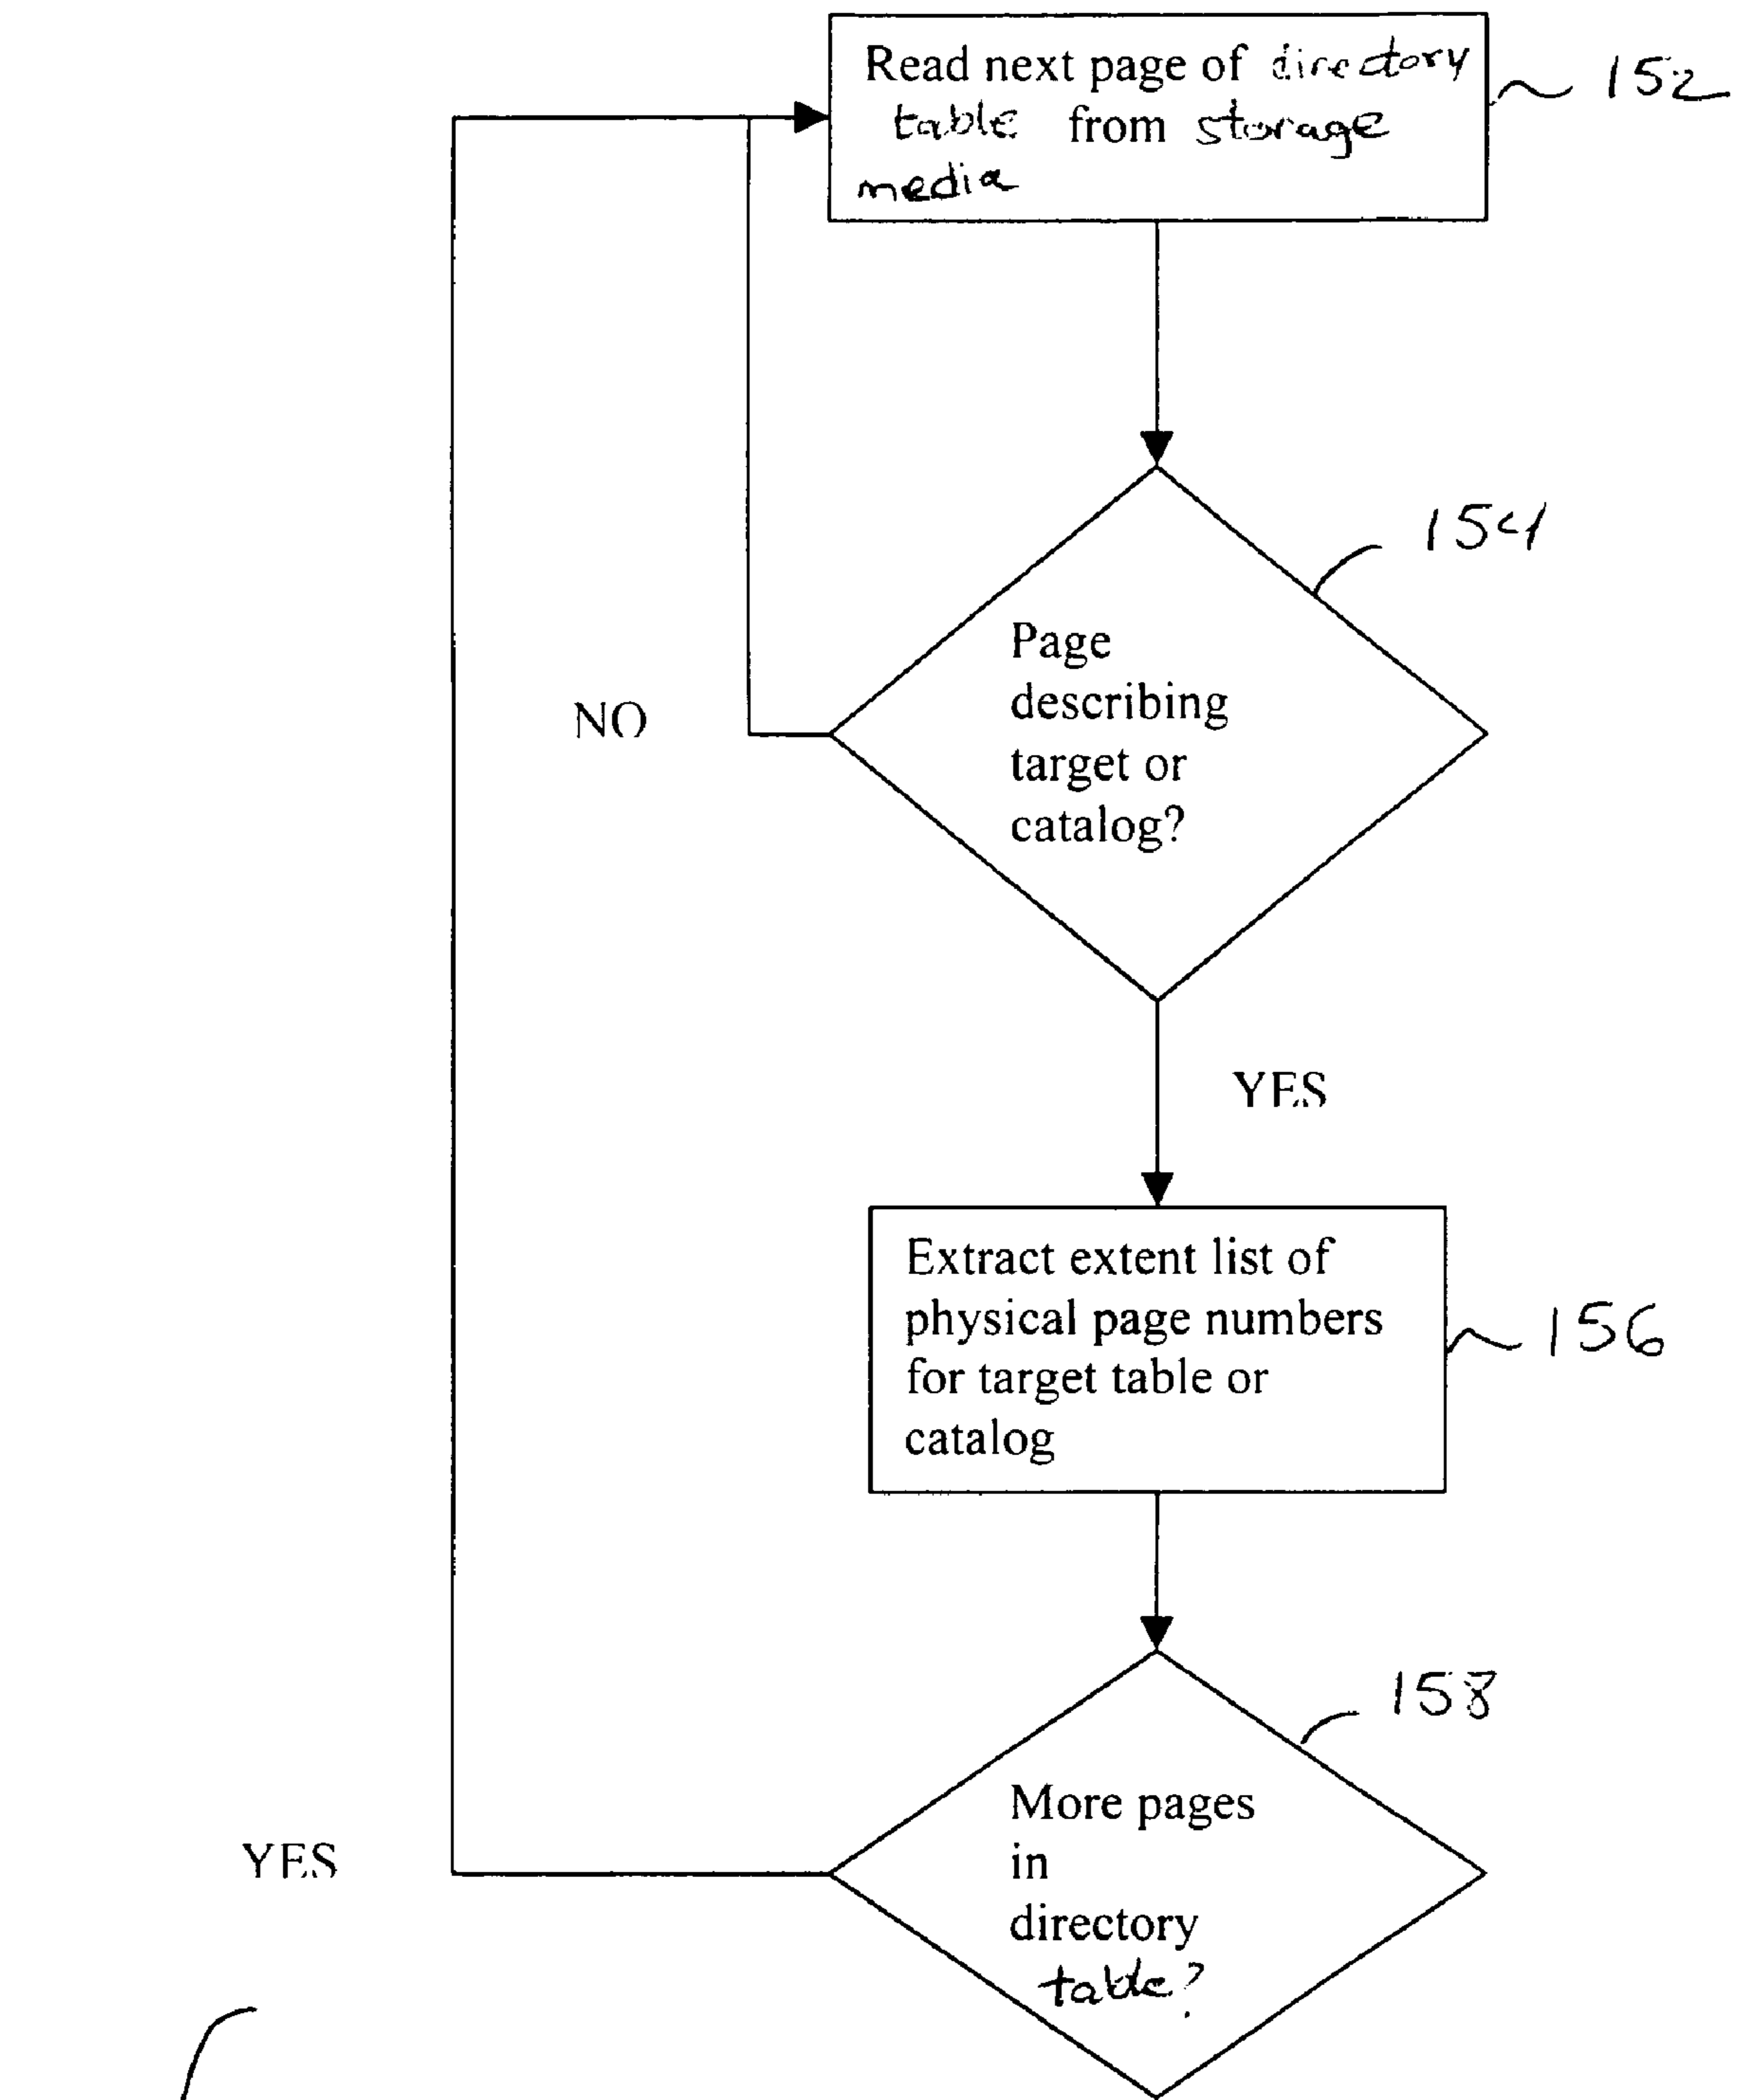 Read next page of directory
table from storage
media
152
154
Page
describing
target or
catalog?
NO
YES
Extract extent list of
physical page numbers
for target table or
catalog
156
158
More pages
in
directory
table?
YES